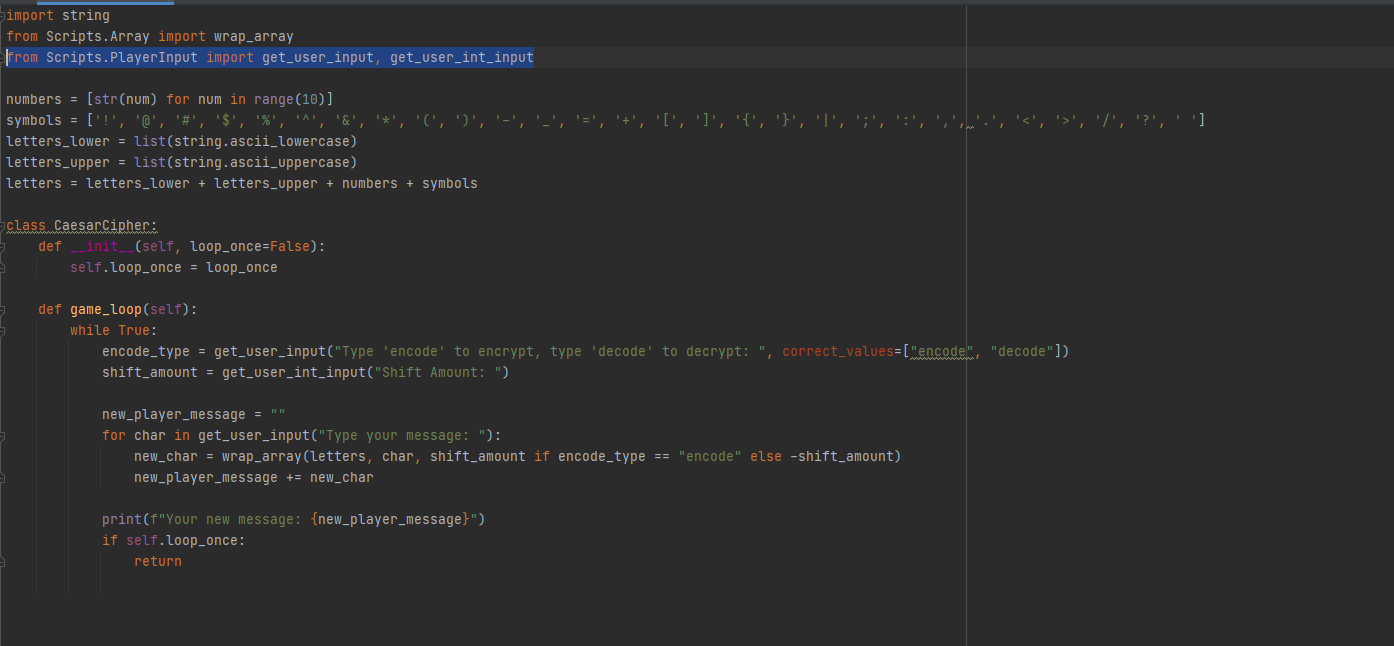 import string
from Scripts.Array import wrap_array
from Scripts.PlayerInput import get_user_input, get_user_int_input

numbers = [str(num) for num in range(10)]
symbols = ['!', '@', '#', '$', '%', '^', '&', '*', '(', ')', '-', '_', '=', '+', '[', ']', '{', '}', '|', ';', ':', ',', '.', '<', '>', '/', '?', ' ']
letters_lower = list(string.ascii_lowercase)
letters_upper = list(string.ascii_uppercase)
letters = letters_lower + letters_upper + numbers + symbols

class CaesarCipher:
    def __init__(self, loop_once=False):
        self.loop_once = loop_once

    def game_loop(self):
        while True:
            encode_type = get_user_input("Type 'encode' to encrypt, type 'decode' to decrypt: ", correct_values=["encode", "decode"])
            shift_amount = get_user_int_input("Shift Amount: ")

            new_player_message = ""
            for char in get_user_input("Type your message: "):
                new_char = wrap_array(letters, char, shift_amount if encode_type == "encode" else -shift_amount)
                new_player_message += new_char

            print(f"Your new message: {new_player_message}")
            if self.loop_once:
                return